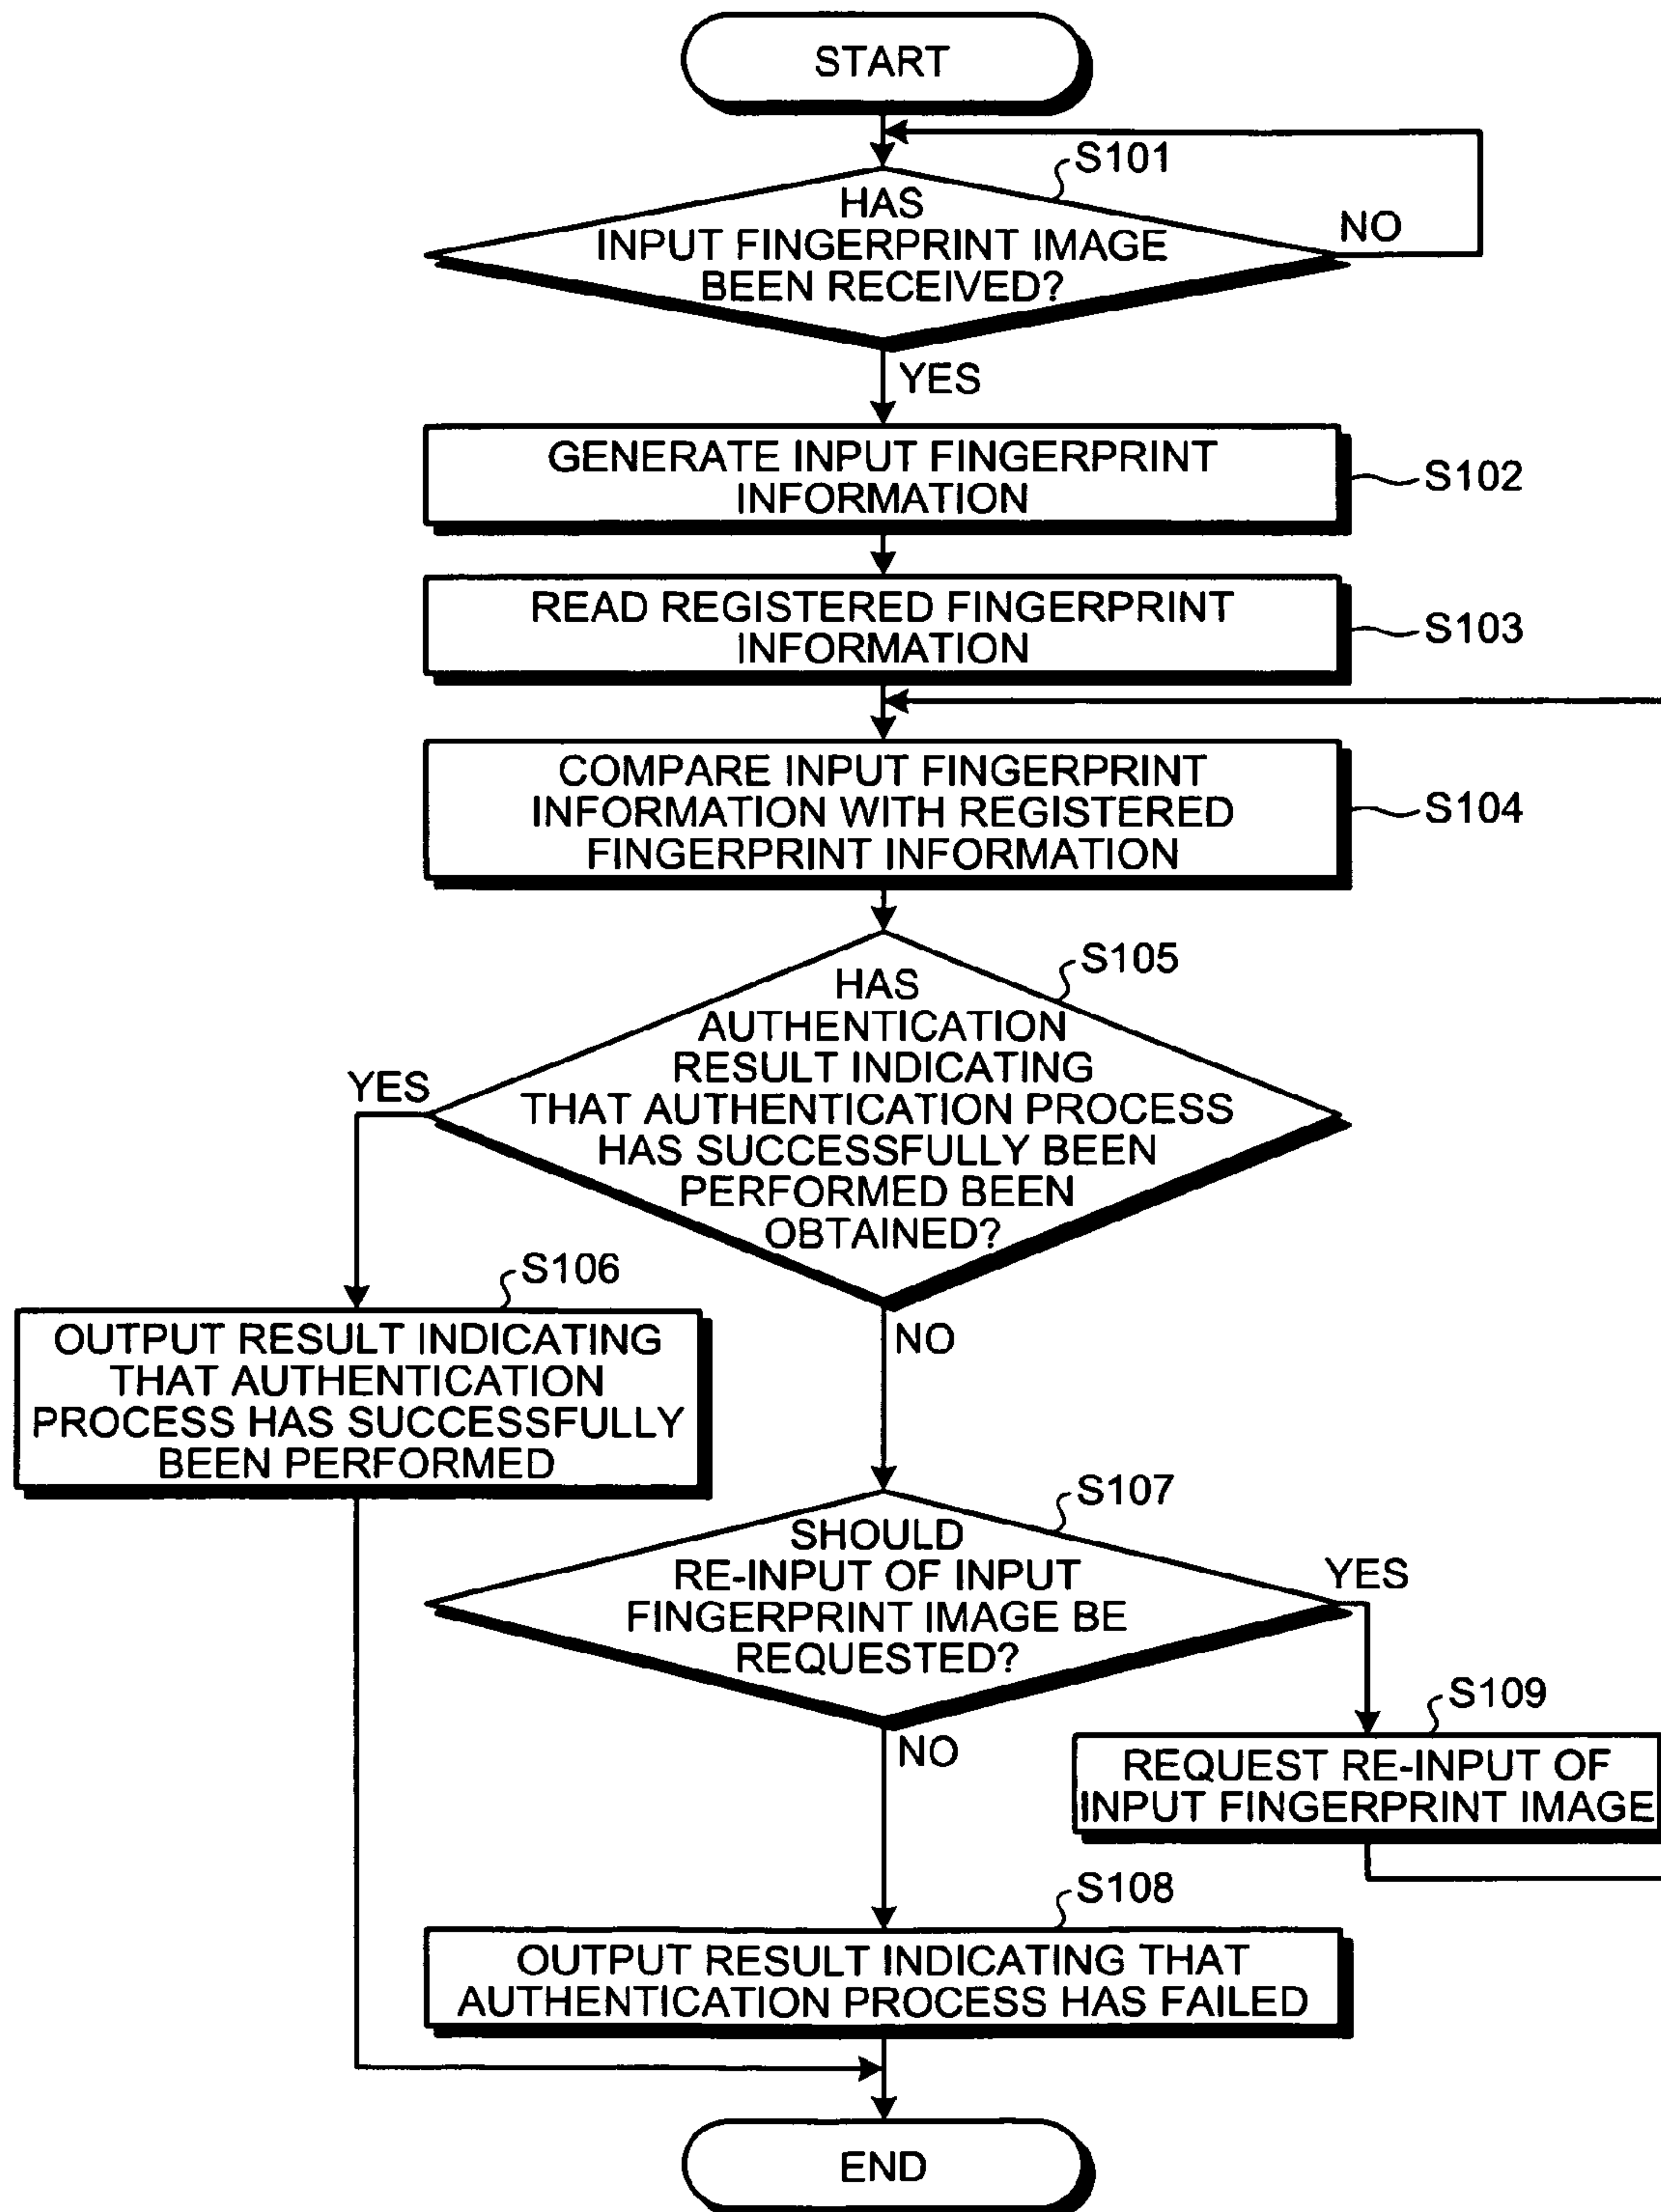 START
S101
HAS
INPUT FINGERPRINT IMAGE
BEEN RECEIVED?
NO
YES
GENERATE INPUT FINGERPRINT
INFORMATION
S102
READ REGISTERED FINGERPRINT
INFORMATION
S103
COMPARE INPUT FINGERPRINT
INFORMATION WITH REGISTERED
FINGERPRINT INFORMATION
S104
S105
HAS
AUTHENTICATION
RESULT INDICATING
THAT AUTHENTICATION PROCESS
HAS SUCCESSFULLY BEEN
PERFORMED BEEN
OBTAINED?
YES
NO
S106
OUTPUT RESULT INDICATING
THAT AUTHENTICATION
PROCESS HAS SUCCESSFULLY
BEEN PERFORMED
S107
SHOULD
RE-INPUT OF INPUT
FINGERPRINT IMAGE BE
REQUESTED?
YES
NO
S109
REQUEST RE-INPUT OF
INPUT FINGERPRINT IMAGE
S108
OUTPUT RESULT INDICATING THAT
AUTHENTICATION PROCESS HAS FAILED
END